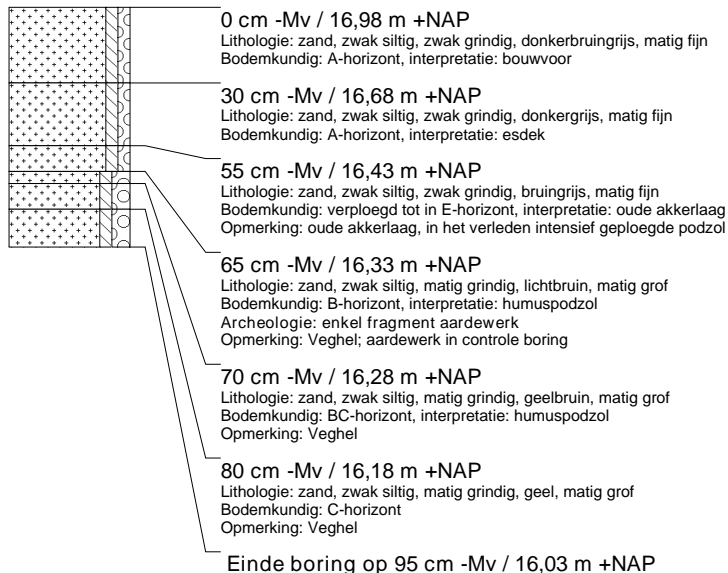 0 cm -Mv / 16,98 m +NAP
Lithologie: zand, zwak siltig, zwak grindig, donkerbruingrijs, matig fijn
Bodemkundig: A-horizont, interpretatie: bouwvoor
30 cm -Mv / 16,68 m +NAP
Lithologie: zand, zwak siltig, zwak grindig, donkergrijs, matig fijn
Bodemkundig: A-horizont, interpretatie: esdek
55 cm -Mv / 16,43 m +NAP
Lithologie: zand, zwak siltig, zwak grindig, bruingrijs, matig fijn
Bodemkundig: verploegd tot in E-horizont, interpretatie: oude akkerlaag
Opmerking: oude akkerlaag, in het verleden intensief geploegde podzol
65 cm -Mv / 16,33 m +NAP
Lithologie: zand, zwak siltig, matig grindig, lichtbruin, matig grof
Bodemkundig: B-horizont, interpretatie: humuspodzol
Archeologie: enkel fragment aardewerk
Opmerking: Veghel; aardewerk in controle boring
70 cm -Mv / 16,28 m +NAP
Lithologie: zand, zwak siltig, matig grindig, geelbruin, matig grof
Bodemkundig: BC-horizont, interpretatie: humuspodzol
Opmerking: Veghel
80 cm -Mv / 16,18 m +NAP
Lithologie: zand, zwak siltig, matig grindig, geel, matig grof
Bodemkundig: C-horizont
Opmerking: Veghel
Einde boring op 95 cm -Mv / 16,03 m +NAP